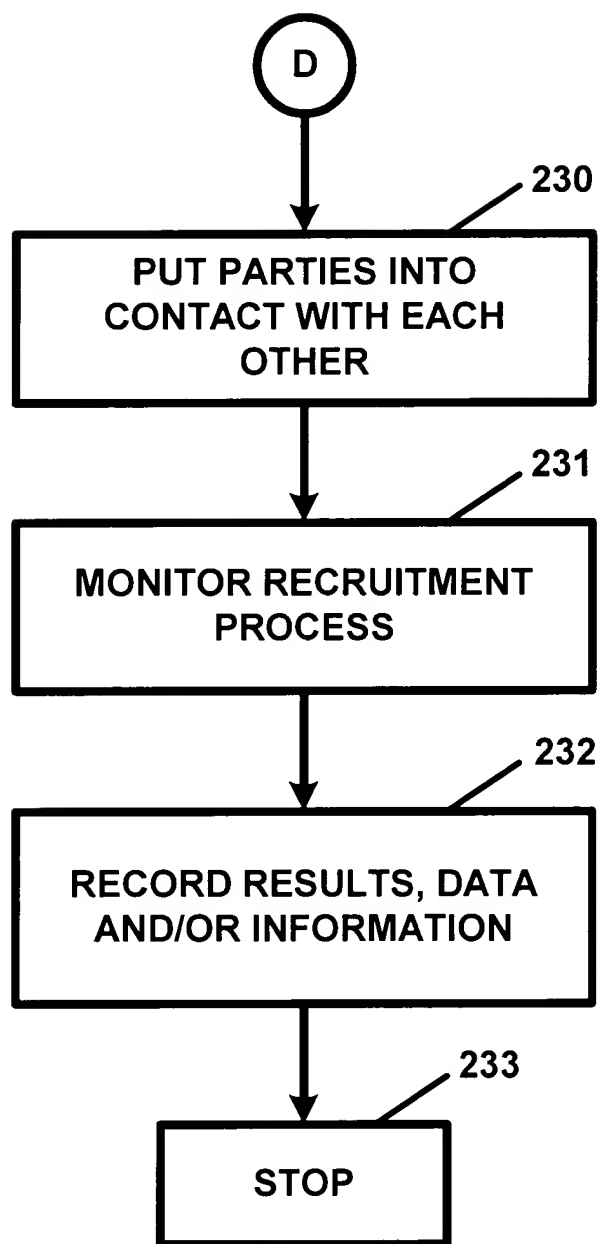 D
230
PUT PARTIES INTO
CONTACT WITH EACH
OTHER
231
MONITOR RECRUITMENT
PROCESS
232
RECORD RESULTS, DATA
AND/OR INFORMATION
233
STOP